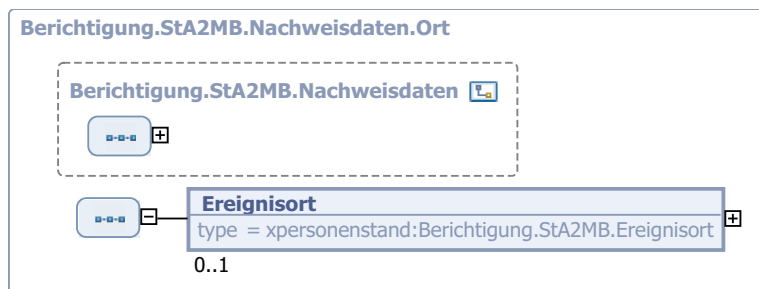 Berichtigung.StA2MB.Nachweisdaten.Ort
Berichtigung.StA2MB.Nachweisdaten
Ereignisort
type = xpersonenstand:Berichtigung.StA2MB.Ereignisort
0..1